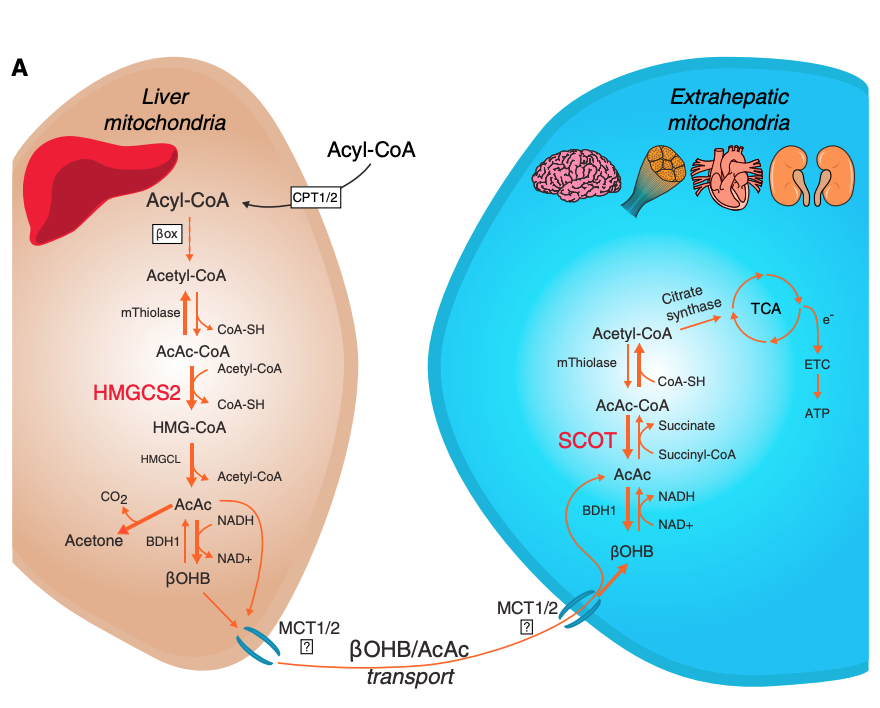 A
Liver
mitochondria
Acyl-CoA
CPT1/2
Acyl-CoA
βox
Acetyl-CoA
mThiolase
CoA-SH
AcAc-CoA
Acetyl-CoA
HMGCS2
CoA-SH
HMG-CoA
HMGCL
Acetyl-CoA
CO2
AcAc
NADH
Acetone
BDH1
NAD+
βOHB
MCT1/2
?
βOHB/AcAc
transport
MCT1/2
?
Extrahepatic
mitochondria
Citrate
synthase
TCA
e-
ETC
ATP
Acetyl-CoA
mThiolase
CoA-SH
AcAc-CoA
Succinate
SCOT
Succinyl-CoA
AcAc
NADH
BDH1
NAD+
βOHB